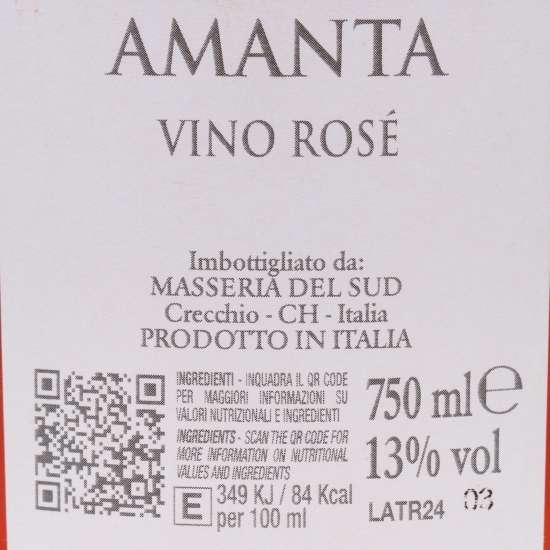 AMANTA
VINO ROSÉ
Imbottigliato da:
MASSERIA DEL SUD
Crecchio - CH - Italia
PRODOTTO IN ITALIA
INGREDIENTI - INQUADRA IL QR CODE
PER MAGGIORI INFORMAZIONI SU
VALORI NUTRIZIONALI E INGREDIENTI
INGREDIENTS - SCAN THE QR CODE FOR
MORE INFORMATION ON NUTRITIONAL
VALUES AND INGREDIENTS
E 349 KJ / 84 Kcal
per 100 ml
750 ml ℮
13% vol
LATR24 03